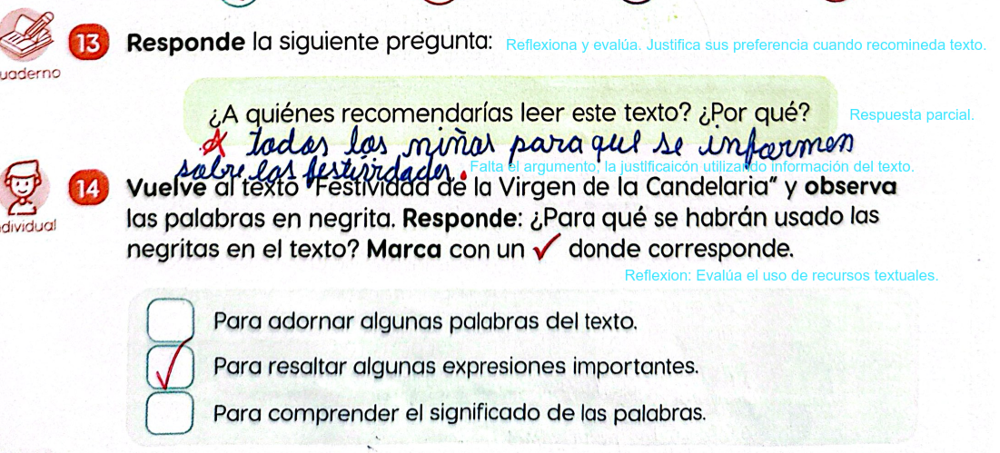 13 Responde la siguiente pregunta: Reflexiona y evalúa. Justifica sus preferencia cuando recomineda texto.
uaderno
¿A quiénes recomendarías leer este texto? ¿Por qué? Respuesta parcial.
A todas las niñas para que se informen
sobre las festividades. Falta el argumento, la justificaicón utilizando información del texto.
14 Vuelve al texto "Festividad de la Virgen de la Candelaria" y observa
dividual las palabras en negrita. Responde: ¿Para qué se habrán usado las
negritas en el texto? Marca con un ✓ donde corresponde.
Reflexion: Evalúa el uso de recursos textuales.
Para adornar algunas palabras del texto.
✓ Para resaltar algunas expresiones importantes.
Para comprender el significado de las palabras.